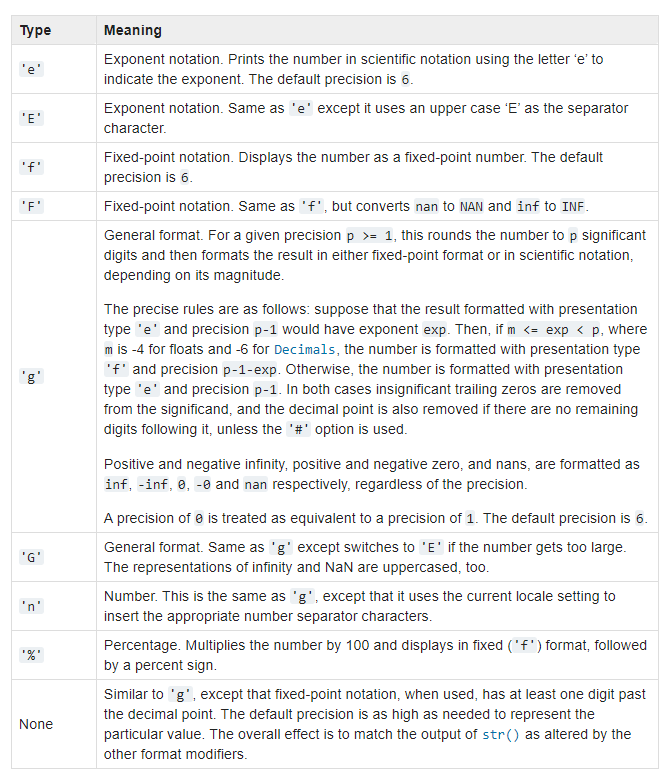 Type Meaning
'e' Exponent notation. Prints the number in scientific notation using the letter ‘e’ to
indicate the exponent. The default precision is 6.
'E' Exponent notation. Same as 'e' except it uses an upper case ‘E’ as the separator
character.
'f' Fixed-point notation. Displays the number as a fixed-point number. The default
precision is 6.
'F' Fixed-point notation. Same as 'f', but converts nan to NAN and inf to INF.
'g' General format. For a given precision p >= 1, this rounds the number to p significant
digits and then formats the result in either fixed-point format or in scientific notation,
depending on its magnitude.
The precise rules are as follows: suppose that the result formatted with presentation
type 'e' and precision p-1 would have exponent exp. Then, if m <= exp < p, where
m is -4 for floats and -6 for Decimals, the number is formatted with presentation type
'f' and precision p-1-exp. Otherwise, the number is formatted with presentation
type 'e' and precision p-1. In both cases insignificant trailing zeros are removed
from the significand, and the decimal point is also removed if there are no remaining
digits following it, unless the '#' option is used.
Positive and negative infinity, positive and negative zero, and nans, are formatted as
inf, -inf, 0, -0 and nan respectively, regardless of the precision.
A precision of 0 is treated as equivalent to a precision of 1. The default precision is 6.
'G' General format. Same as 'g' except switches to 'E' if the number gets too large.
The representations of infinity and NaN are uppercased, too.
'n' Number. This is the same as 'g', except that it uses the current locale setting to
insert the appropriate number separator characters.
'%' Percentage. Multiplies the number by 100 and displays in fixed ('f') format, followed
by a percent sign.
None Similar to 'g', except that fixed-point notation, when used, has at least one digit past
the decimal point. The default precision is as high as needed to represent the
particular value. The overall effect is to match the output of str() as altered by the
other format modifiers.